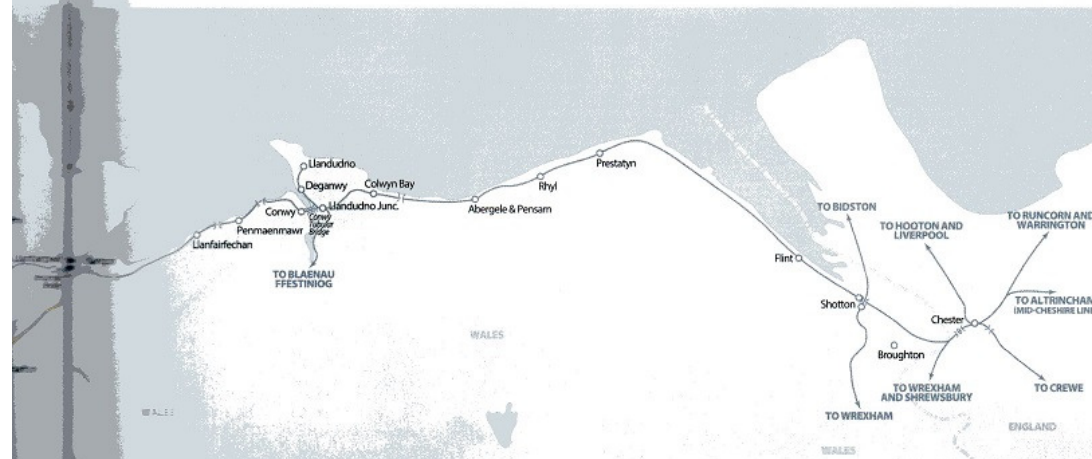 Llandudno
Deganwy
Colwyn Bay
Llandudno Junc.
Conwy
Conwy
Tubular
Bridge
Penmaenmawr
Llanfairfechan
TO BLAENAU
FFESTINIOG
Abergele & Pensarn
Rhyl
Prestatyn
Flint
Shotton
TO BIDSTON
TO HOOTON AND
LIVERPOOL
TO RUNCORN AND
WARRINGTON
TO ALTRINCHAM
(MID-CHESHIRE LINE)
Chester
Broughton
TO WREXHAM
AND SHREWSBURY
TO CREWE
TO WREXHAM
WALES
WALES
WALES
ENGLAND